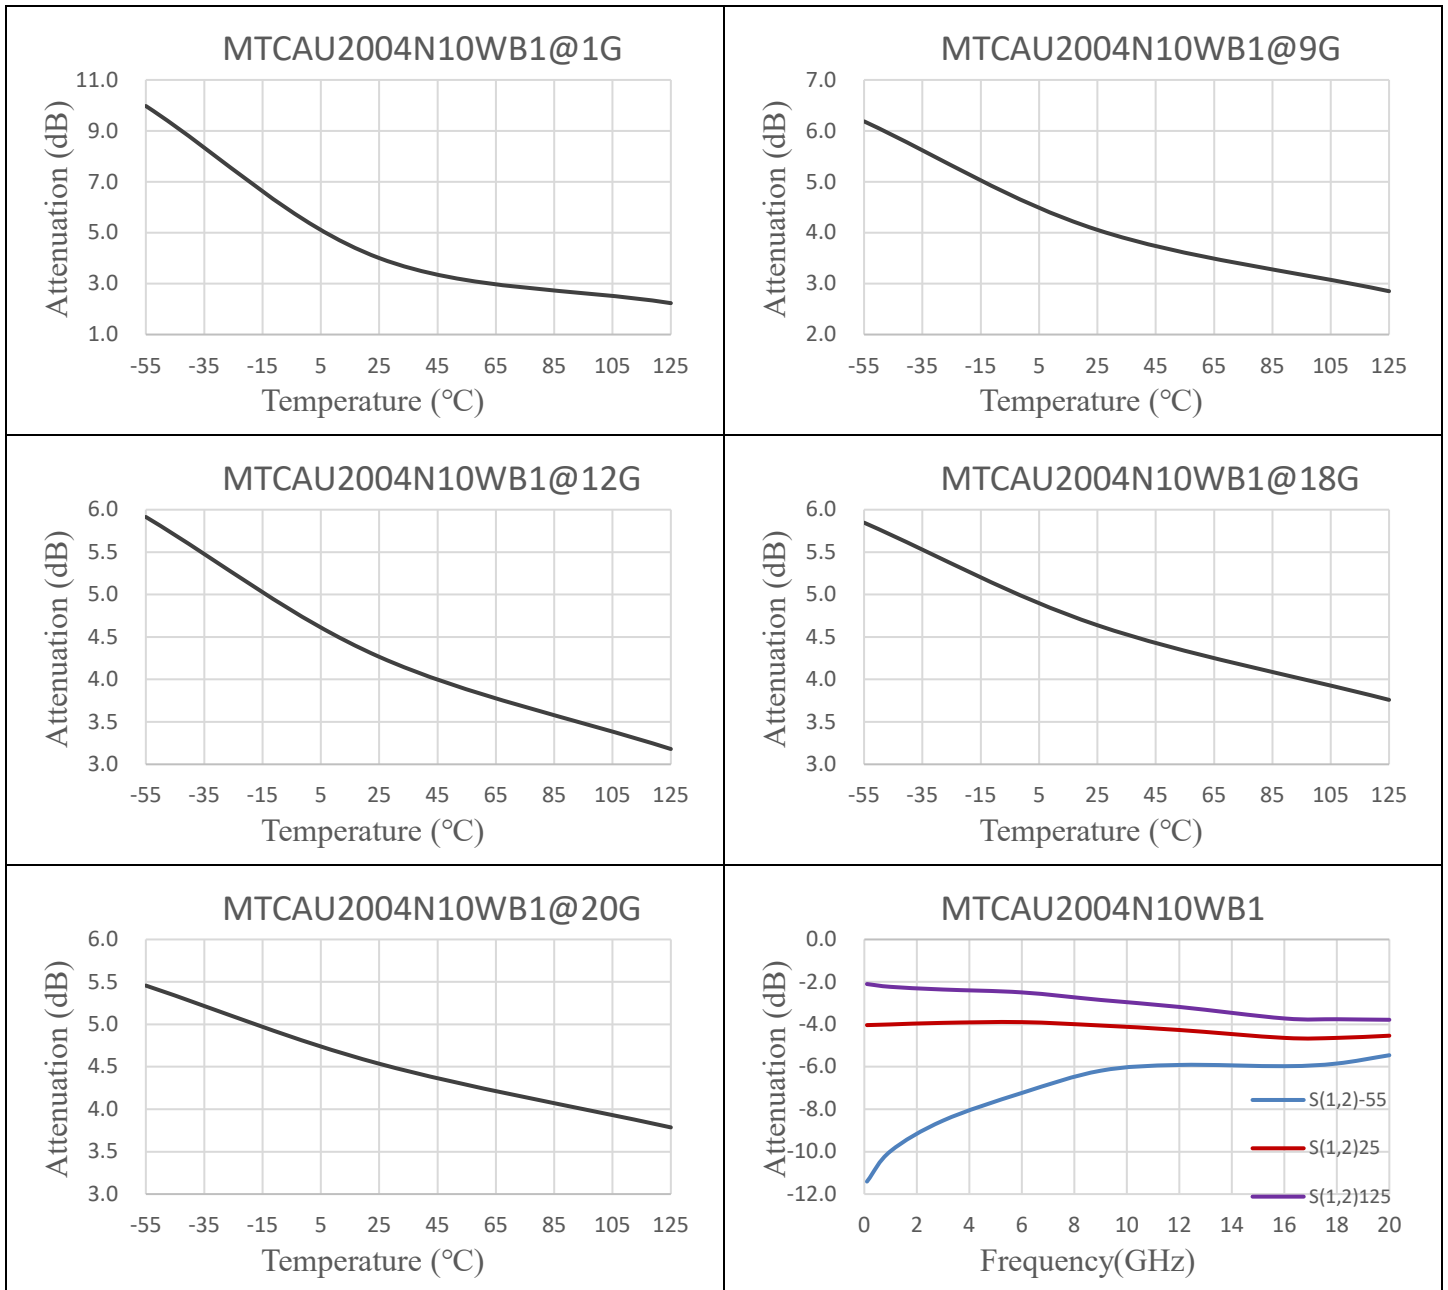 MTCAU2004N10WB1@1G
Attenuation (dB)
11.0
9.0
7.0
5.0
3.0
1.0
-55 -35 -15 5 25 45 65 85 105 125
Temperature (°C)
MTCAU2004N10WB1@9G
Attenuation (dB)
7.0
6.0
5.0
4.0
3.0
2.0
-55 -35 -15 5 25 45 65 85 105 125
Temperature (°C)
MTCAU2004N10WB1@12G
Attenuation (dB)
6.0
5.5
5.0
4.5
4.0
3.5
3.0
-55 -35 -15 5 25 45 65 85 105 125
Temperature (°C)
MTCAU2004N10WB1@18G
Attenuation (dB)
6.0
5.5
5.0
4.5
4.0
3.5
3.0
-55 -35 -15 5 25 45 65 85 105 125
Temperature (°C)
MTCAU2004N10WB1@20G
Attenuation (dB)
6.0
5.5
5.0
4.5
4.0
3.5
3.0
-55 -35 -15 5 25 45 65 85 105 125
Temperature (°C)
MTCAU2004N10WB1
Attenuation (dB)
0.0
-2.0
-4.0
-6.0
-8.0
-10.0
-12.0
S(1,2)-55
S(1,2)25
S(1,2)125
0 2 4 6 8 10 12 14 16 18 20
Frequency(GHz)